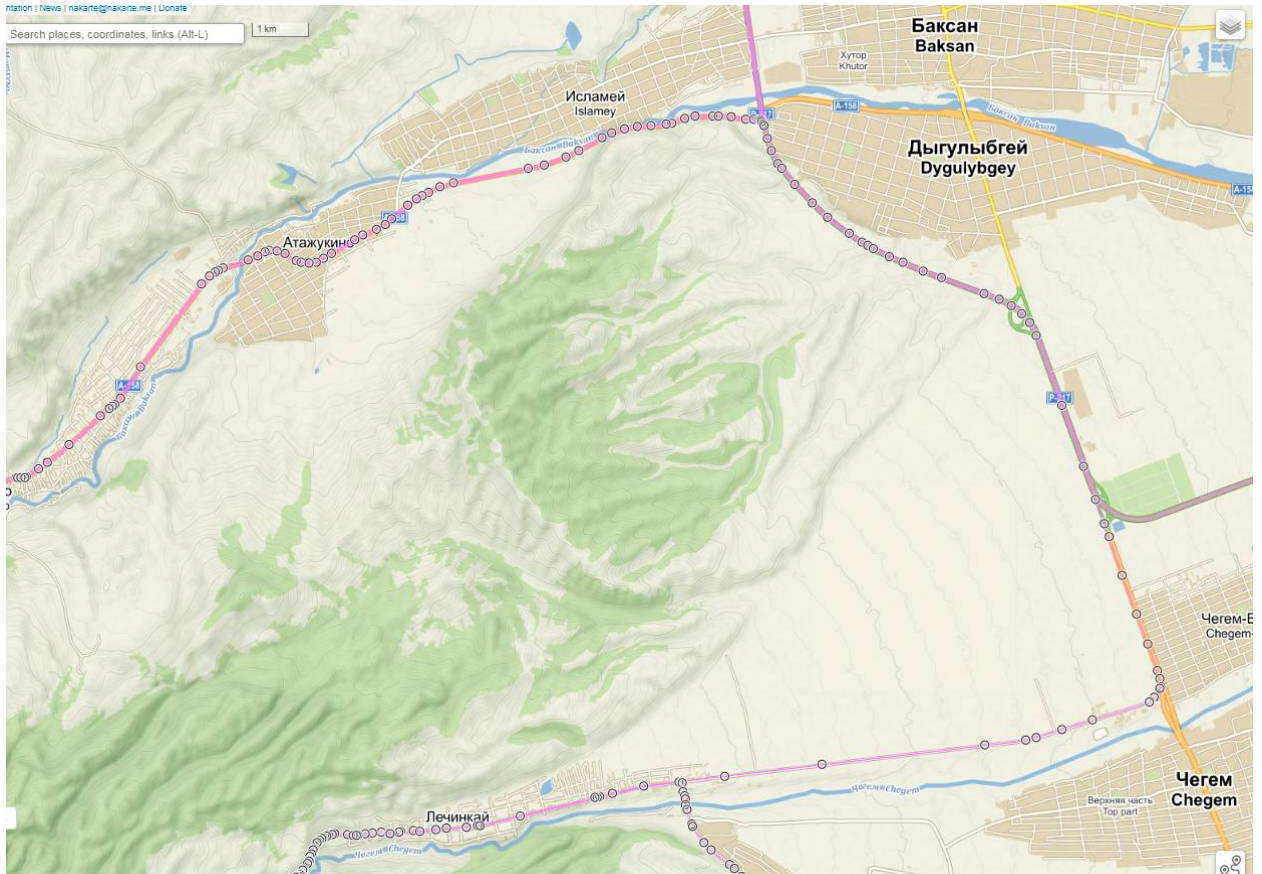 ntation | News | nakarte@nakarte.me | Donate
Search places, coordinates, links (Alt-L)
1 km
Баксан
Baksan
Хутор
Khutor
Исламей
Islamey
A-158
Баксан Baksan
Баксан Baksan
Дыгулыбгей
Dygulybgey
A-158
Атажукино
A-158
Баксан Baksan
Чегем-
Chegem-
Чегем
Chegem
Чегем Chegem
Верхняя часть
Top part
Лечинкай
Чегем Chegem